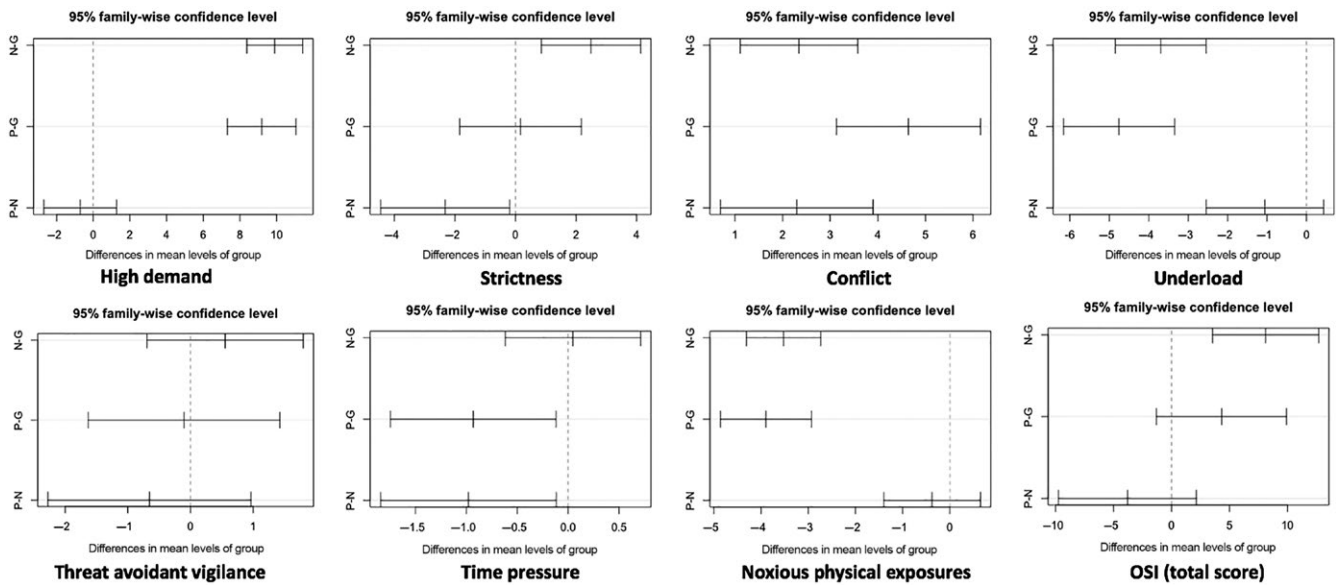 95% family-wise confidence level
N-G
P-G
P-N
−2 0 2 4 6 8 10
Differences in mean levels of group
High demand
95% family-wise confidence level
N-G
P-G
P-N
−4 −2 0 2 4
Differences in mean levels of group
Strictness
95% family-wise confidence level
N-G
P-G
P-N
1 2 3 4 5 6
Differences in mean levels of group
Conflict
95% family-wise confidence level
N-G
P-G
P-N
-6 −5 −4 −3 −2 −1 0
Differences in mean levels of group
Underload
95% family-wise confidence level
N-G
P-G
P-N
−2 −1 0 1
Differences in mean levels of group
Threat avoidant vigilance
95% family-wise confidence level
N-G
P-G
P-N
−1.5 −1.0 −0.5 0.0 0.5
Differences in mean levels of group
Time pressure
95% family-wise confidence level
N-G
P-G
P-N
−5 −4 −3 −2 −1 0
Differences in mean levels of group
Noxious physical exposures
95% family-wise confidence level
N-G
P-G
P-N
−10 −5 0 5 10
Differences in mean levels of group
OSI (total score)